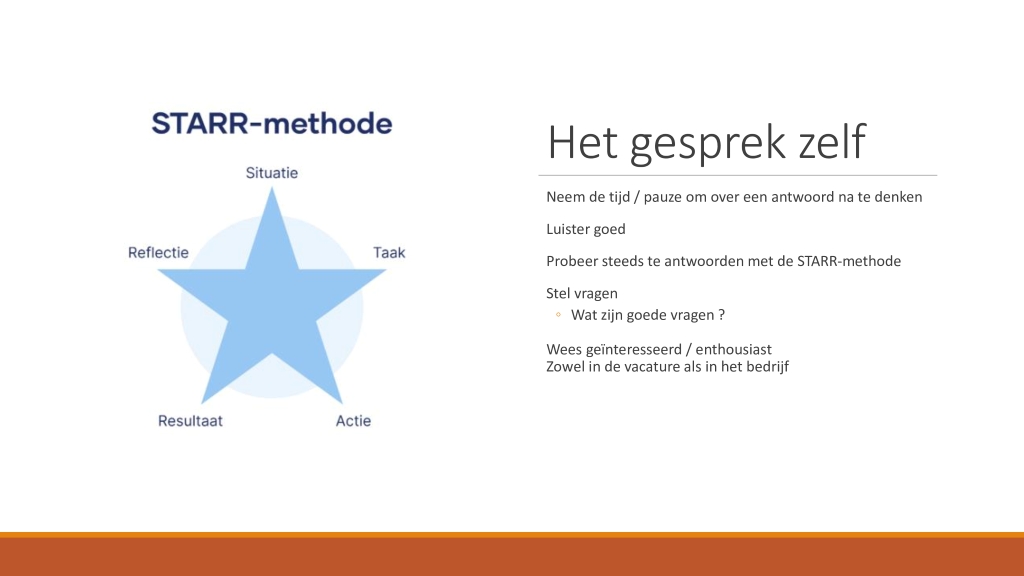 STARR-methode
Situatie
Reflectie
Taak
Resultaat
Actie
Het gesprek zelf
Neem de tijd / pauze om over een antwoord na te denken
Luister goed
Probeer steeds te antwoorden met de STARR-methode
Stel vragen
◦ Wat zijn goede vragen ?
Wees geïnteresseerd / enthousiast
Zowel in de vacature als in het bedrijf